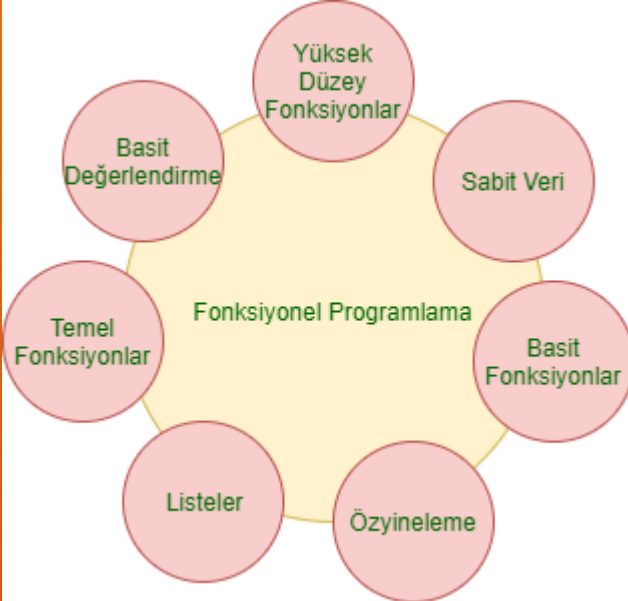 Yüksek
Düzey
Fonksiyonlar
Basit
Değerlendirme
Sabit Veri
Fonksiyonel Programlama
Temel
Fonksiyonlar
Basit
Fonksiyonlar
Listeler
Özyineleme